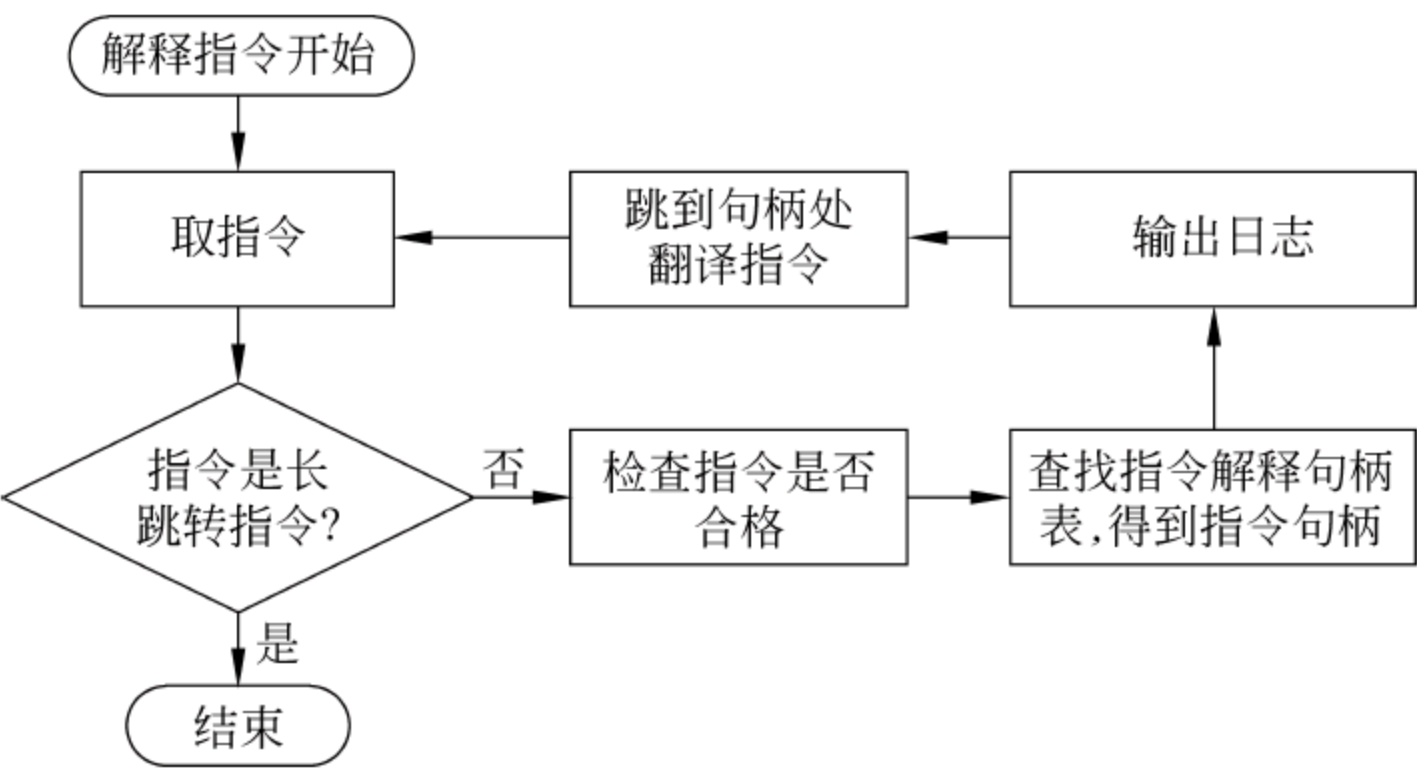 解释指令开始
取指令
跳到句柄处
翻译指令
输出日志
指令是长
跳转指令?
否
检查指令是否
合格
查找指令解释句柄
表,得到指令句柄
是
结束